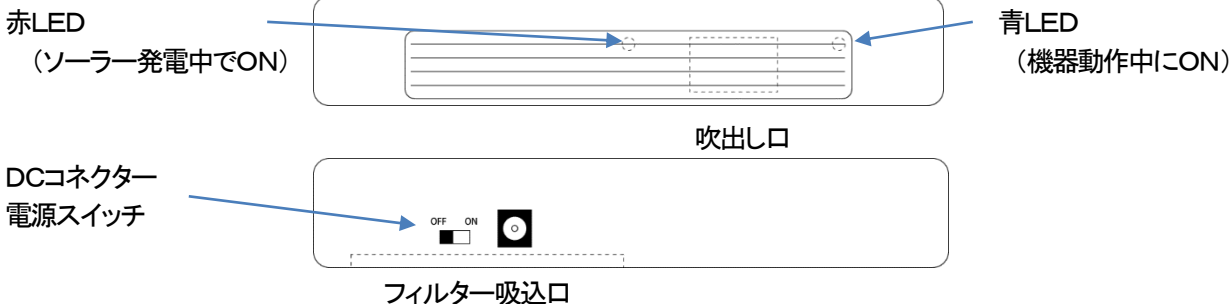 赤LED
（ソーラー発電中でON）
青LED
（機器動作中にON）
吹出し口
DCコネクター
電源スイッチ
OFF ON
フィルター吸込口